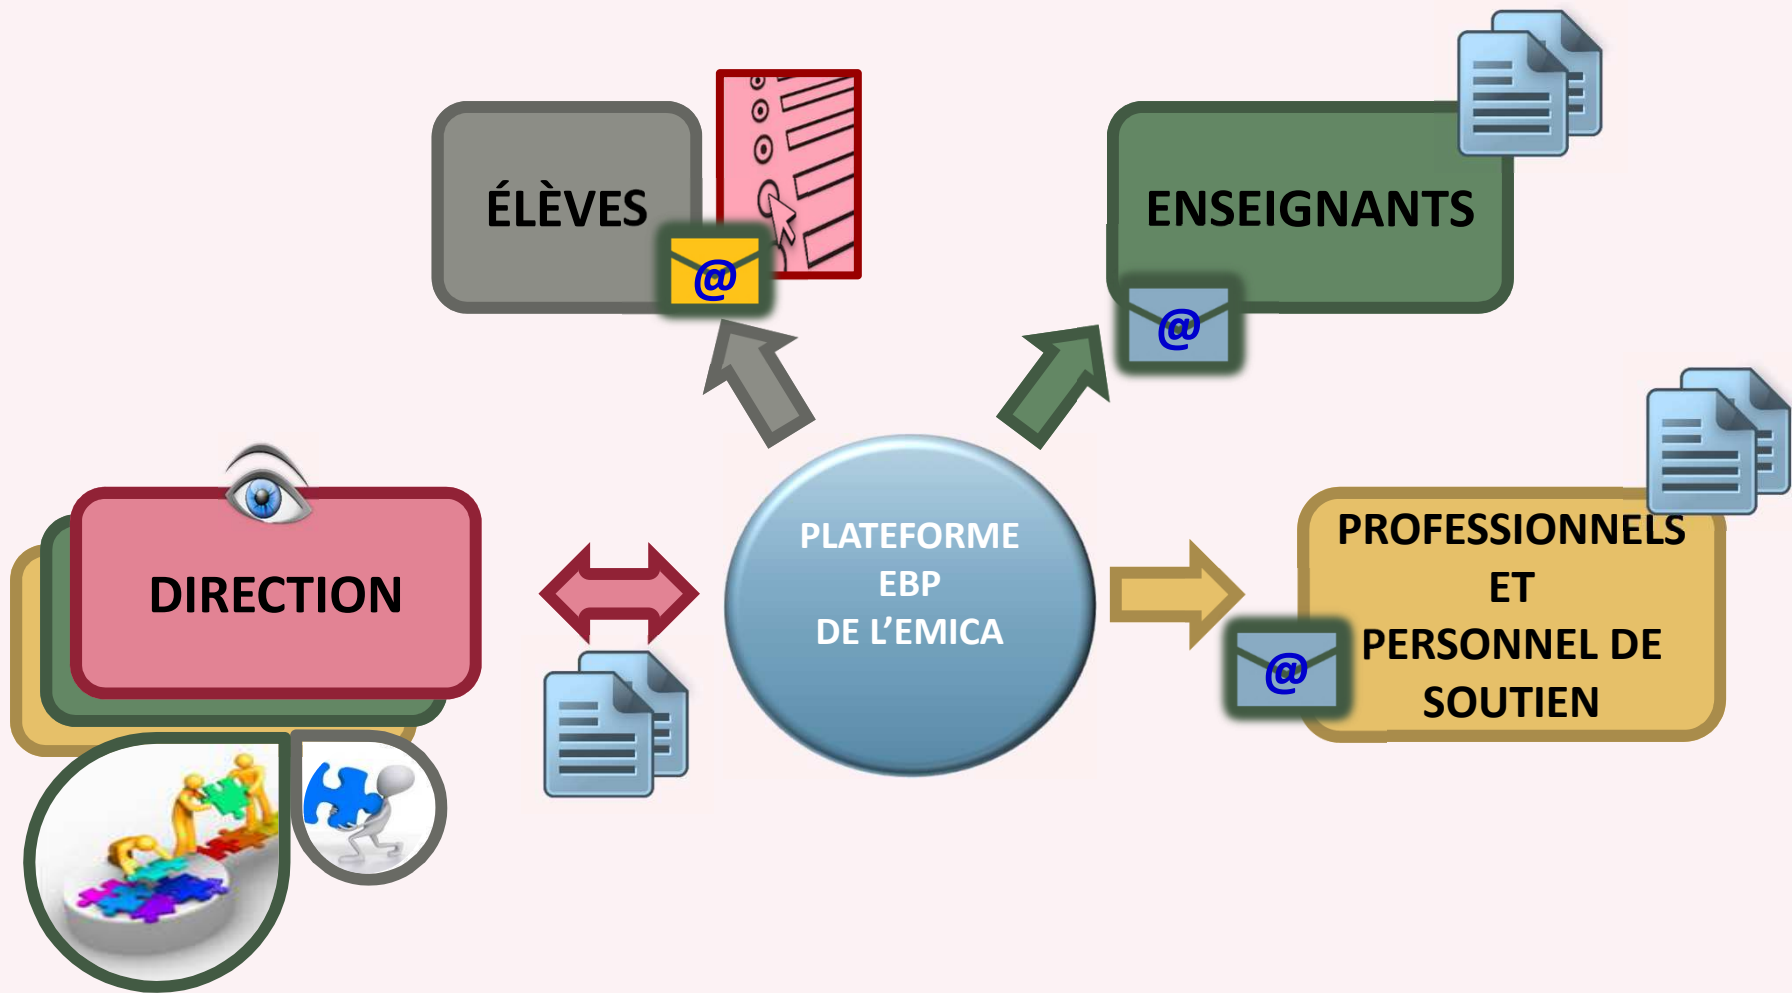 ÉLÈVES
@
ENSEIGNANTS
@
DIRECTION
PLATEFORME
EBP
DE L’EMICA
PROFESSIONNELS
ET
PERSONNEL DE
SOUTIEN
@